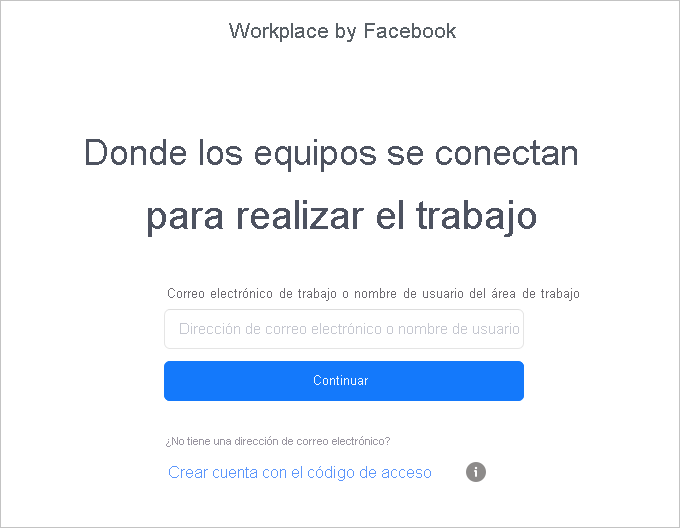 Workplace by Facebook
Donde los equipos se conectan
para realizar el trabajo
Correo electrónico de trabajo o nombre de usuario del área de trabajo
Dirección de correo electrónico o nombre de usuario
Continuar
¿No tiene una dirección de correo electrónico?
Crear cuenta con el código de acceso